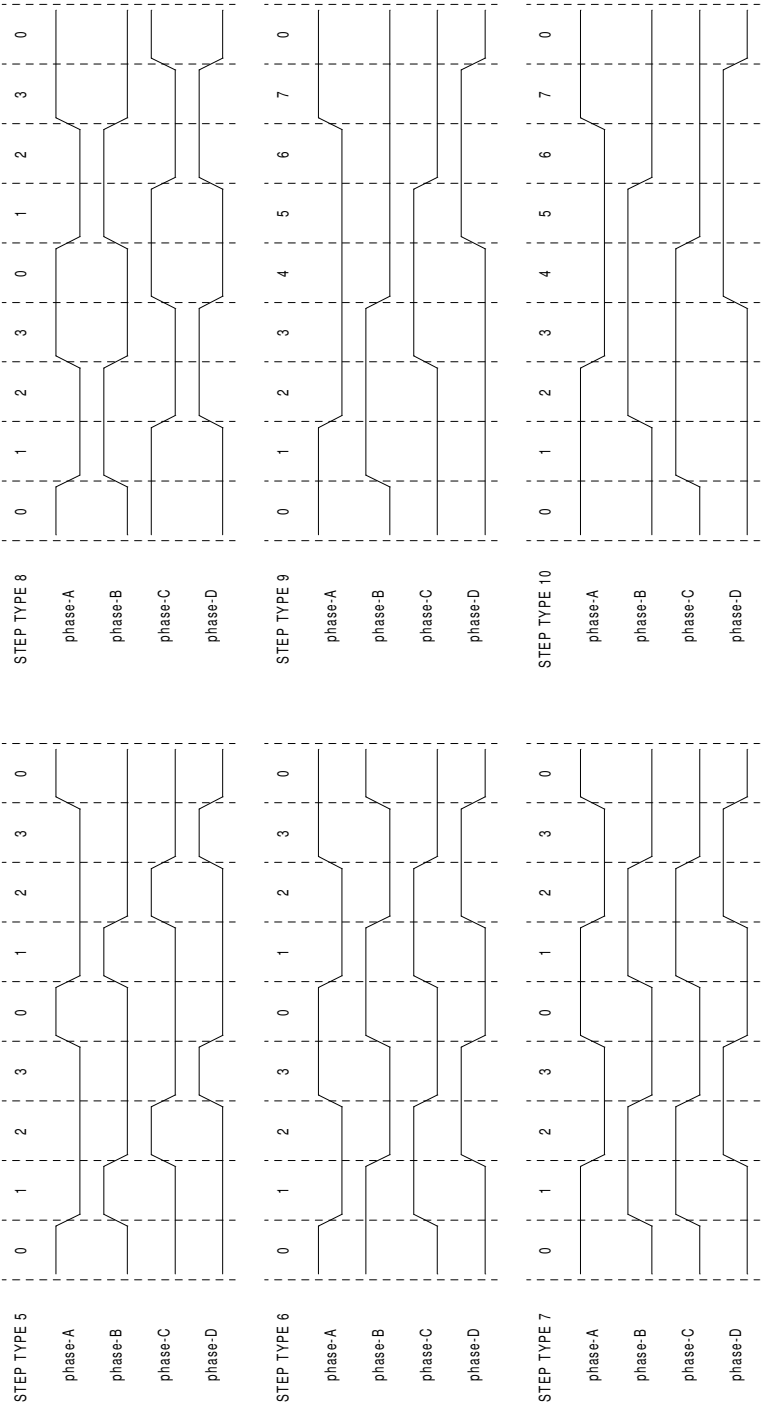 STEP TYPE 5
0 1 2 3 0 1 2 3 0
phase-A
phase-B
phase-C
phase-D
STEP TYPE 6
0 1 2 3 0 1 2 3 0
phase-A
phase-B
phase-C
phase-D
STEP TYPE 7
0 1 2 3 0 1 2 3 0
phase-A
phase-B
phase-C
phase-D
STEP TYPE 8
0 1 2 3 0 1 2 3 0
phase-A
phase-B
phase-C
phase-D
STEP TYPE 9
0 1 2 3 4 5 6 7 0
phase-A
phase-B
phase-C
phase-D
STEP TYPE 10
0 1 2 3 4 5 6 7 0
phase-A
phase-B
phase-C
phase-D